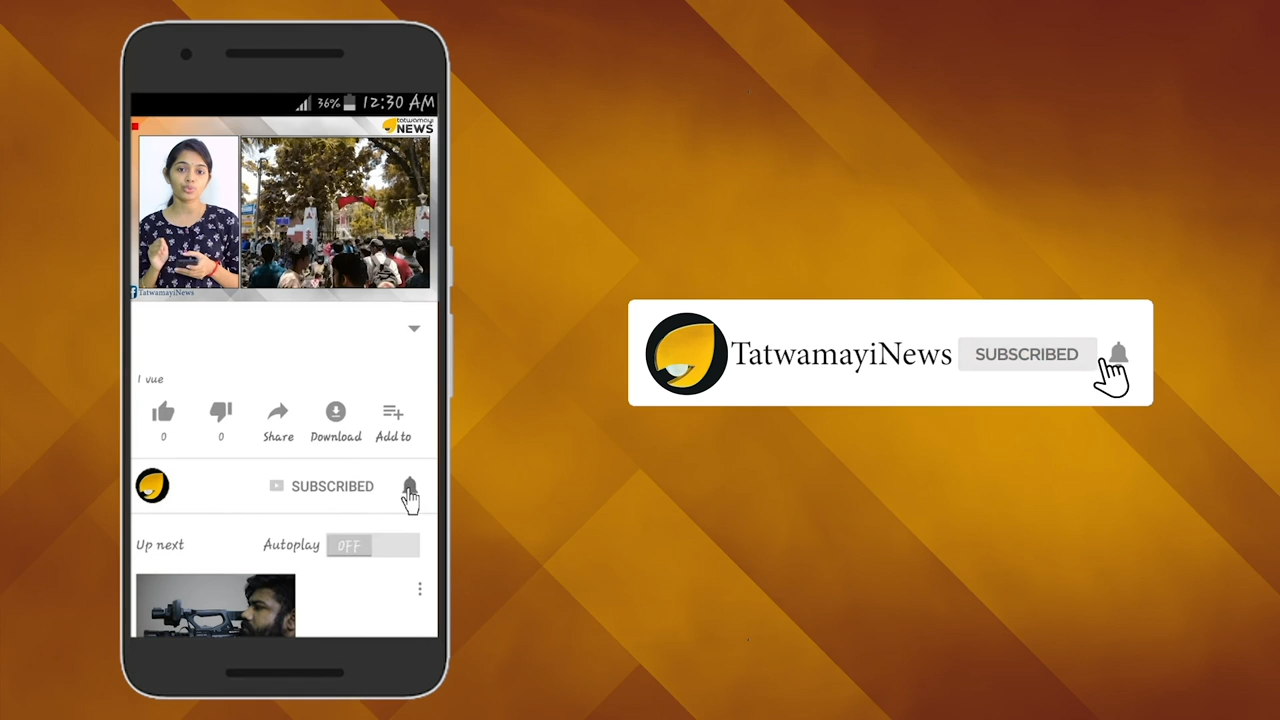 36% 12:30 AM
tatwamayi
NEWS
TatwamayiNews
1 vue
0 0 Share Download Add to
SUBSCRIBED
Up next Autoplay OFF
TatwamayiNews SUBSCRIBED